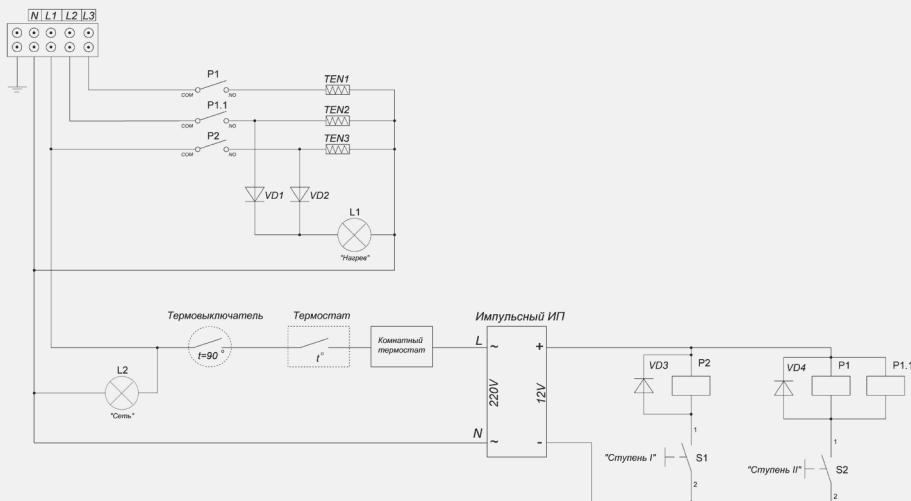 N L1 L2 L3
P1
TEN1
COM NO
P1.1
TEN2
COM NO
P2
TEN3
COM NO
VD1 VD2
L1
"Нагрев"
Термовыключатель Термостат Импульсный ИП
t=90° t° Комнатный
термостат
L ~ +
220V 12V
N ~ -
L2
"Сеть"
VD3 P2
VD4 P1 P1.1
1
"Ступень I" S1
2
1
"Ступень II" S2
2